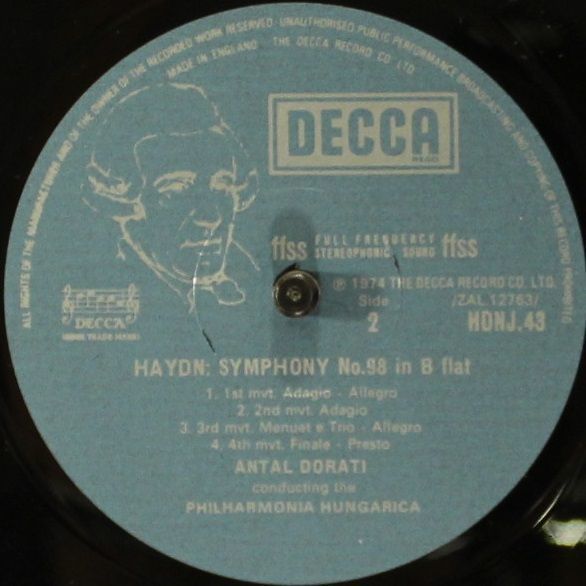 ALL RIGHTS OF THE MANUFACTURER AND OF THE OWNER OF THE RECORDED WORK RESERVED · UNAUTHORISED PUBLIC PERFORMANCE BROADCASTING AND COPYING OF THIS RECORD PROHIBITED
MADE IN ENGLAND · THE DECCA RECORD CO. LTD.
DECCA
REGD
ffss FULL FREQUENCY STEREOPHONIC SOUND ffss
℗ 1974 THE DECCA RECORD CO. LTD.
Side /ZAL.12763/
2 HDNJ.43
DECCA
HAYDN: SYMPHONY No.98 in B flat
1. 1st mvt. Adagio - Allegro
2. 2nd mvt. Adagio
3. 3rd mvt. Menuet e Trio - Allegro
4. 4th mvt. Finale - Presto
ANTAL DORATI
conducting the
PHILHARMONIA HUNGARICA